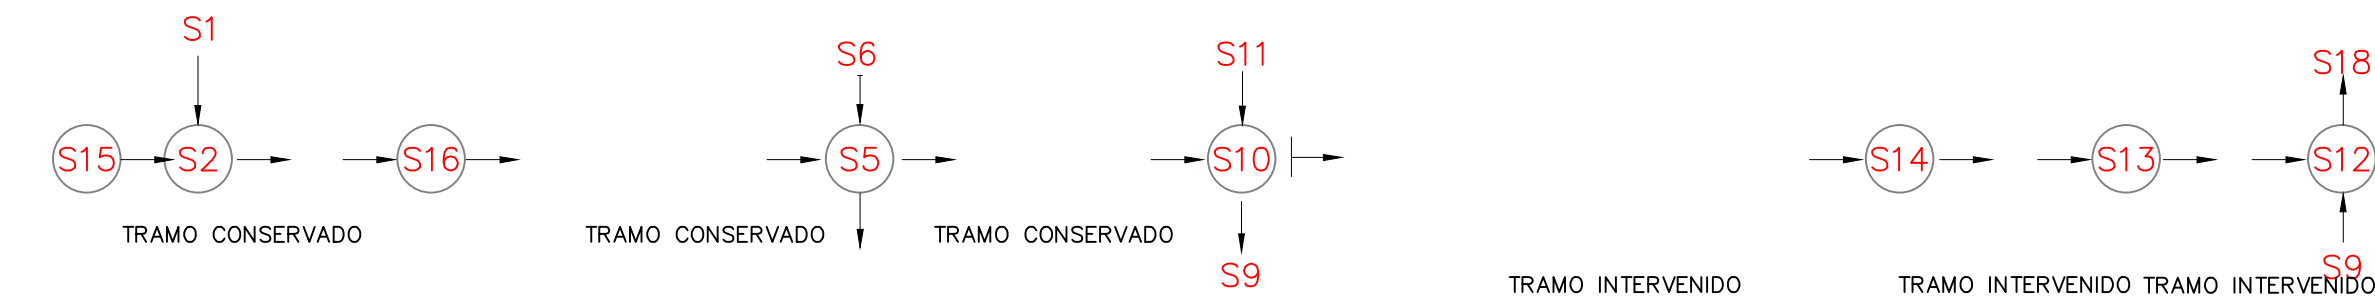 S1
S6
S11
S18
S15
S2
S16
S5
S10
S14
S13
S12
TRAMO CONSERVADO
TRAMO CONSERVADO
TRAMO CONSERVADO
S9
S9
TRAMO INTERVENIDO
TRAMO INTERVENIDO
TRAMO INTERVENIDO